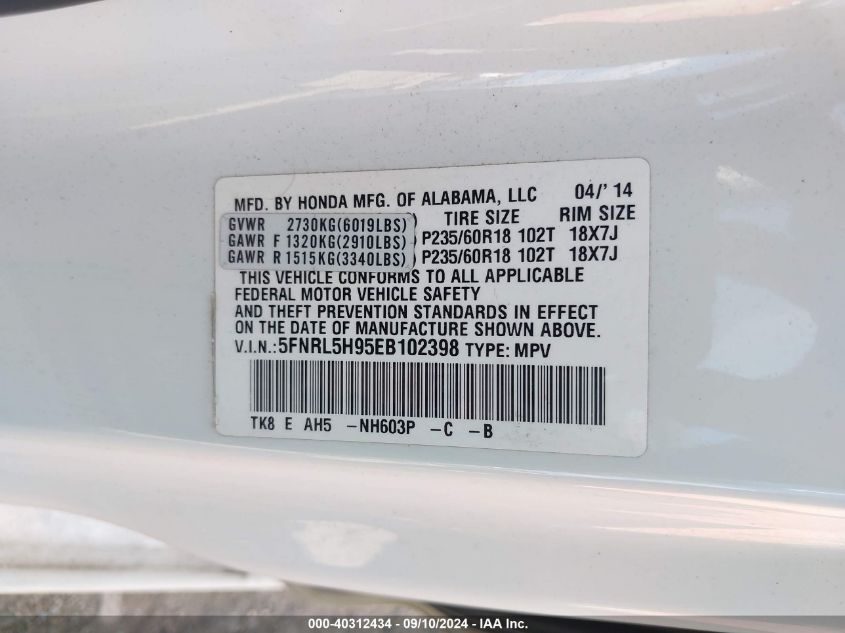 MFD. BY HONDA MFG. OF ALABAMA, LLC 04/' 14
GVWR 2730KG(6019LBS) TIRE SIZE RIM SIZE
GAWR F 1320KG(2910LBS) P235/60R18 102T 18X7J
GAWR R 1515KG(3340LBS) P235/60R18 102T 18X7J
THIS VEHICLE CONFORMS TO ALL APPLICABLE
FEDERAL MOTOR VEHICLE SAFETY
AND THEFT PREVENTION STANDARDS IN EFFECT
ON THE DATE OF MANUFACTURE SHOWN ABOVE.
V.I.N.:5FNRL5H95EB102398 TYPE: MPV
TK8 E AH5 -NH603P -C -B
000-40312434 - 09/10/2024 - IAA Inc.